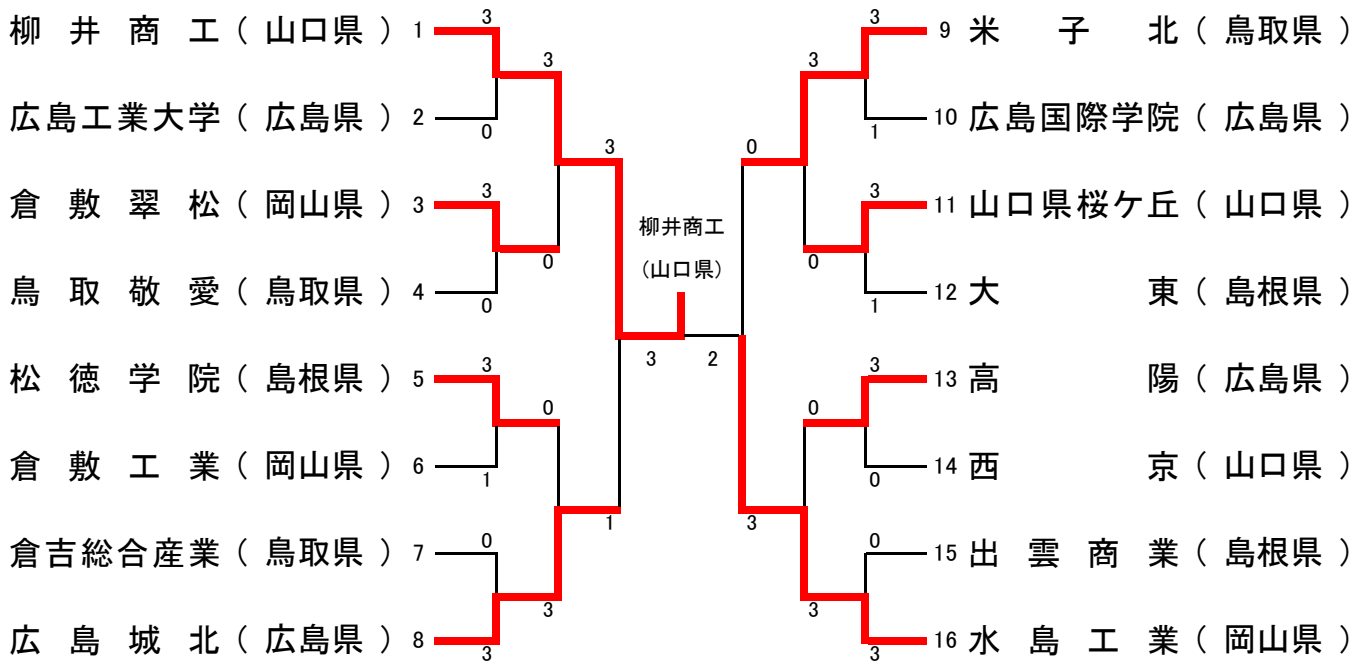 柳井商工(山口県) 1
広島工業大学(広島県) 2
倉敷翠松(岡山県) 3
鳥取敬愛(鳥取県) 4
松徳学院(島根県) 5
倉敷工業(岡山県) 6
倉吉総合産業(鳥取県) 7
広島城北(広島県) 8
3
0
3
0
3
1
0
3
3
0
0
3
3
1
柳井商工
(山口県)
3 2
0
3
3
0
0
3
3
1
3
1
3
0
0
3
9 米子北(鳥取県)
10 広島国際学院(広島県)
11 山口県桜ケ丘(山口県)
12 大東(島根県)
13 高陽(広島県)
14 西京(山口県)
15 出雲商業(島根県)
16 水島工業(岡山県)